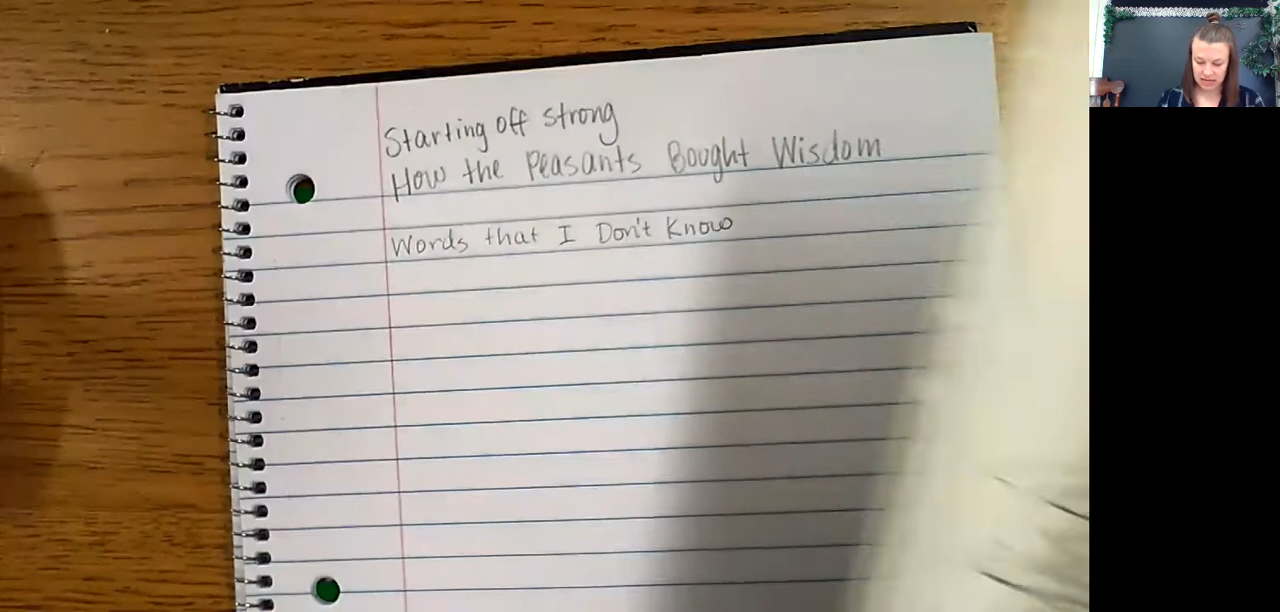 Starting off strong
How the Peasants Bought Wisdom
Words that I Don't Know